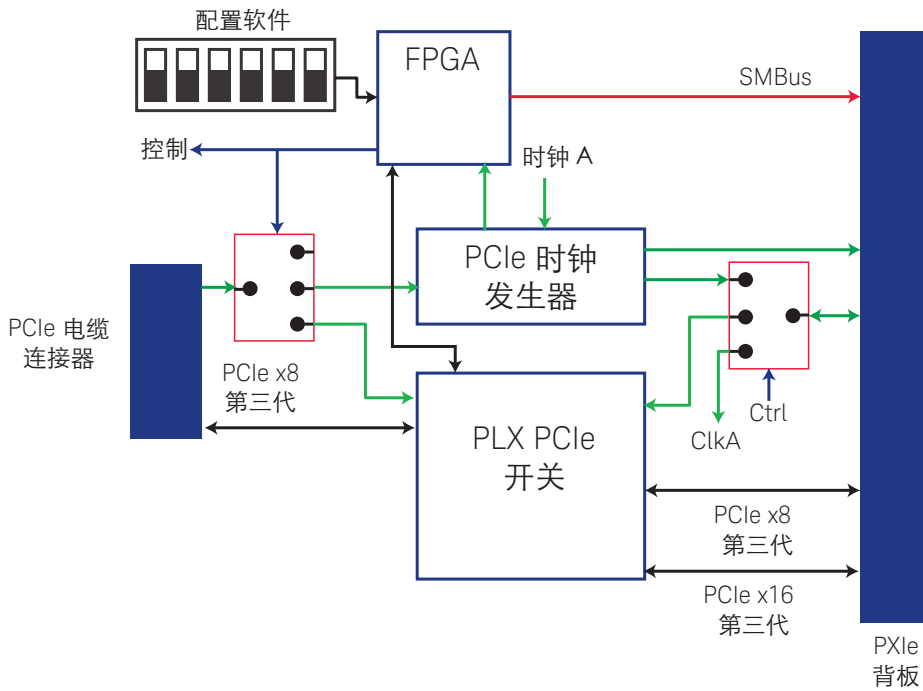 配置软件
FPGA
SMBus
控制
时钟 A
PCIe 时钟
发生器
PCIe 电缆
连接器
PCIe x8
第三代
Ctrl
ClkA
PLX PCIe
开关
PCIe x8
第三代
PCIe x16
第三代
PXIe
背板